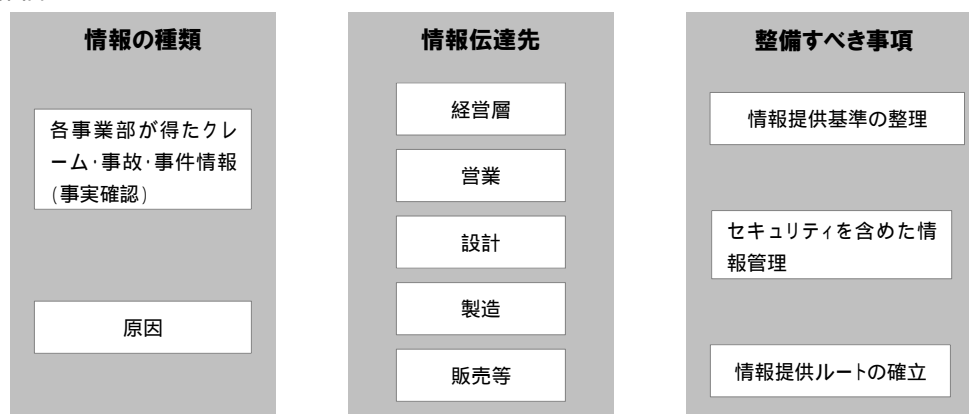 情報の種類
各事業部が得たクレ
ーム・事故・事件情報
(事実確認)
原因
情報伝達先
経営層
営業
設計
製造
販売等
整備すべき事項
情報提供基準の整理
セキュリティを含めた情
報管理
情報提供ルートの確立